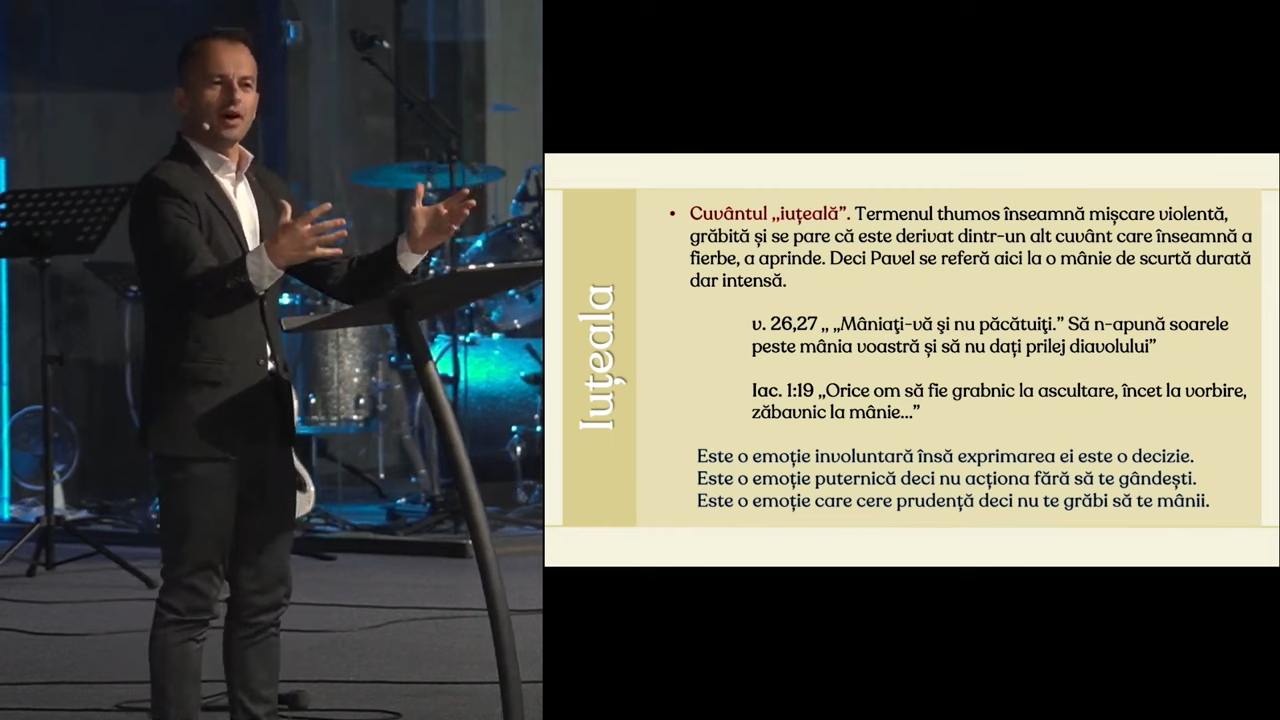 Iuțeala
• Cuvântul „iuțeală”. Termenul thumos înseamnă mișcare violentă,
grăbită și se pare că este derivat dintr-un alt cuvânt care înseamnă a
fierbe, a aprinde. Deci Pavel se referă aici la o mânie de scurtă durată
dar intensă.
v. 26,27 „ „Mâniaţi-vă şi nu păcătuiţi.” Să n-apună soarele
peste mânia voastră și să nu dați prilej diavolului”
Iac. 1:19 „Orice om să fie grabnic la ascultare, încet la vorbire,
zăbavnic la mânie...”
Este o emoție involuntară însă exprimarea ei este o decizie.
Este o emoție puternică deci nu acționa fără să te gândești.
Este o emoție care cere prudență deci nu te grăbi să te mânii.